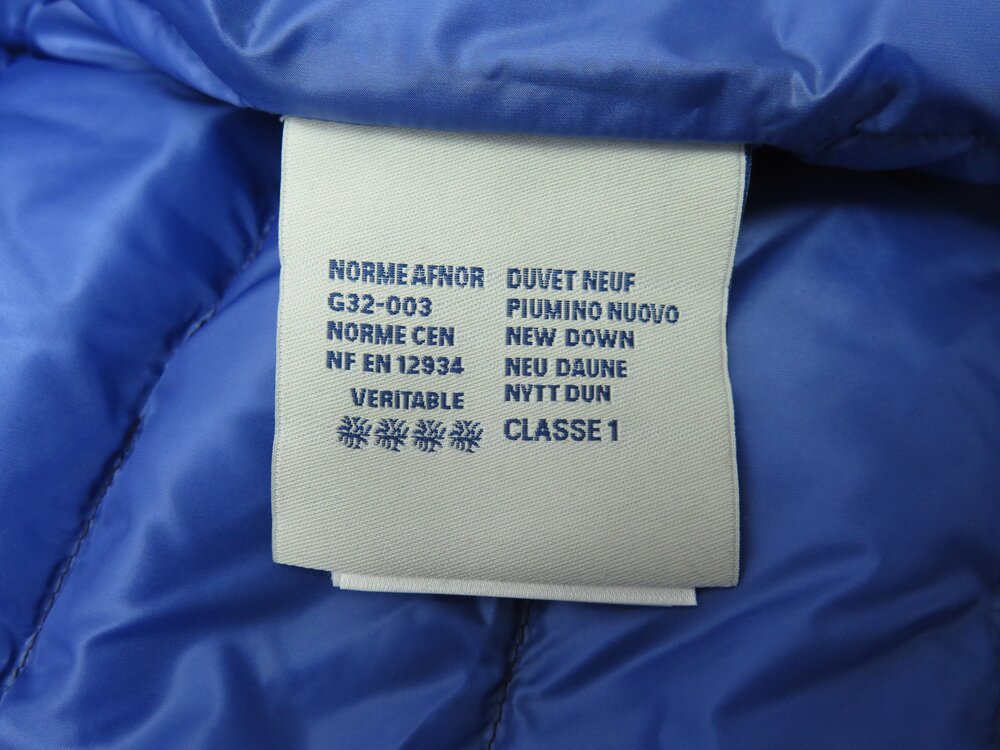 NORME AFNOR
G32-003
NORME CEN
NF EN 12934
VERITABLE
DUVET NEUF
PIUMINO NUOVO
NEW DOWN
NEU DAUNE
NYTT DUN
CLASSE 1